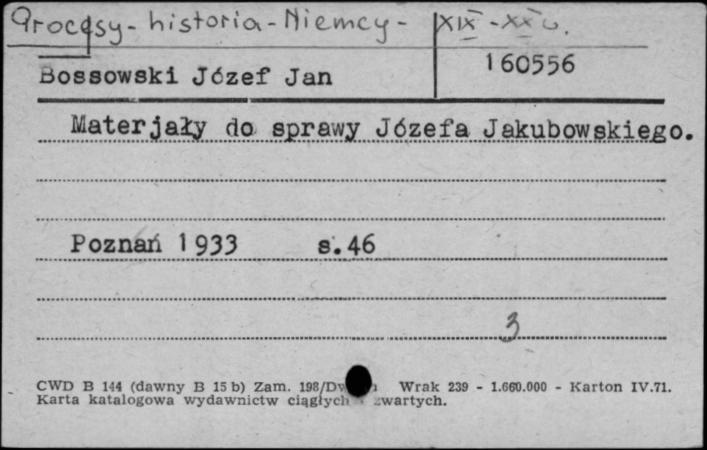 Procesy - historia - Niemcy - XIX - XX w.
Bossowski Józef Jan 160556
Materjały do sprawy Józefa Jakubowskiego.
Poznań 1933 s.46
3
CWD B 144 (dawny B 15 b) Zam. 198/ Wrak 239 - 1.660.000 - Karton IV.71.
Karta katalogowa wydawnictw ciągłych zwartych.